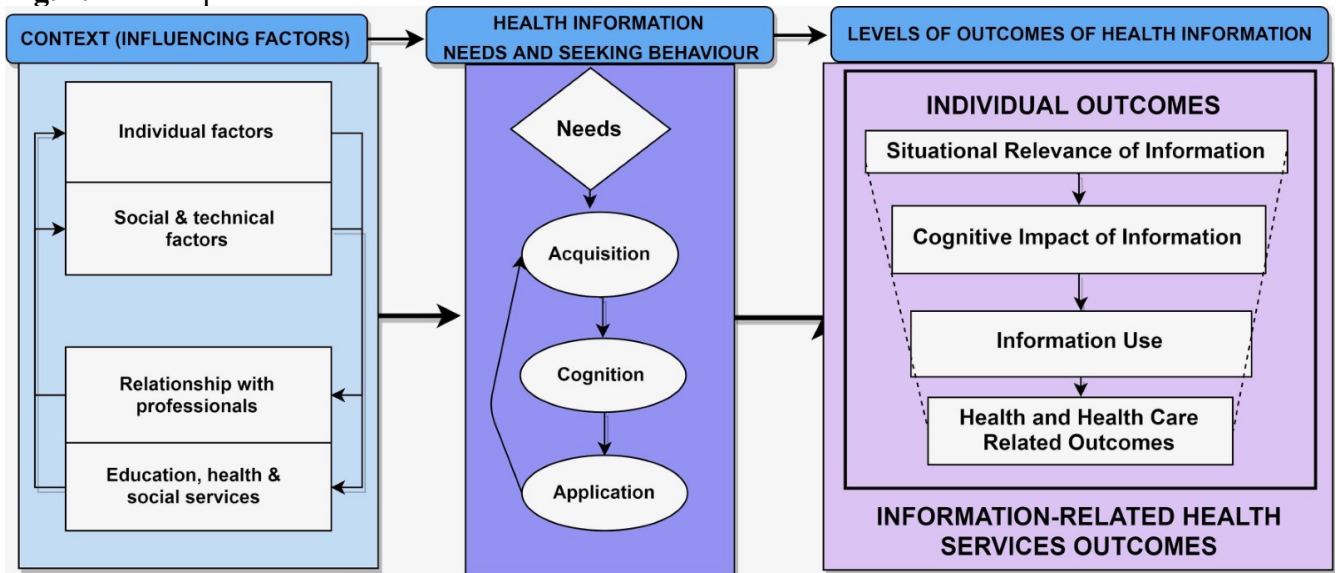 CONTEXT (INFLUENCING FACTORS)
HEALTH INFORMATION
NEEDS AND SEEKING BEHAVIOUR
LEVELS OF OUTCOMES OF HEALTH INFORMATION
Individual factors
Social & technical
factors
Relationship with
professionals
Education, health &
social services
Needs
Acquisition
Cognition
Application
INDIVIDUAL OUTCOMES
Situational Relevance of Information
Cognitive Impact of Information
Information Use
Health and Health Care
Related Outcomes
INFORMATION-RELATED HEALTH
SERVICES OUTCOMES